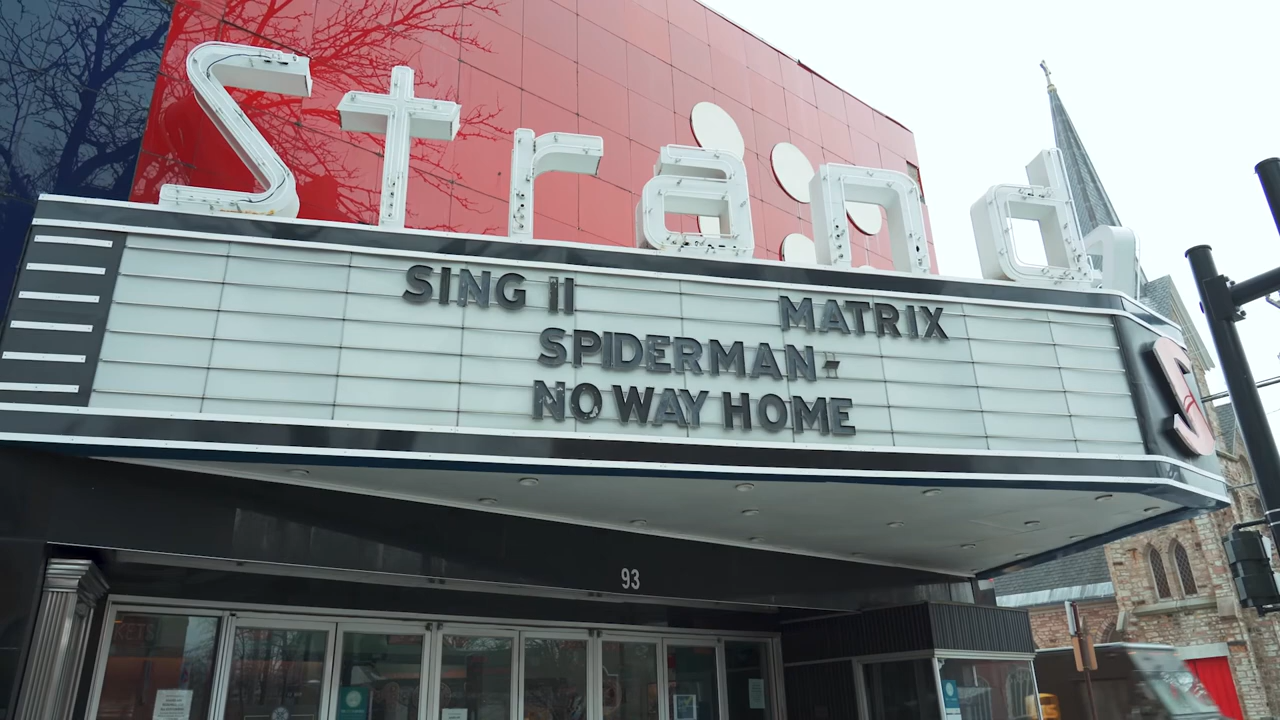 Strand
SING II
MATRIX
SPIDERMAN-
NO WAY HOME
S
93